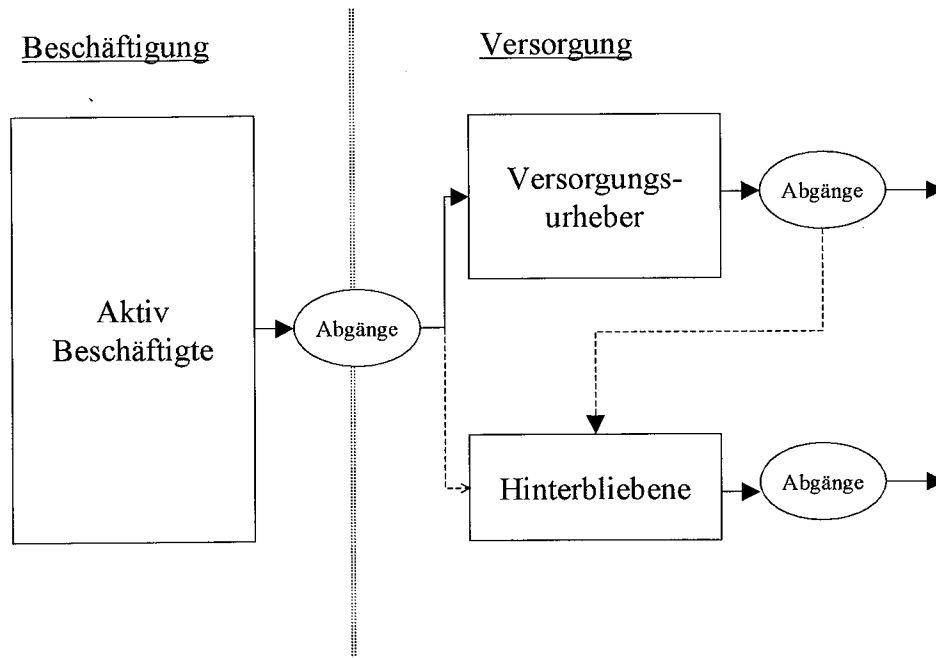 Beschäftigung
Versorgung
Aktiv
Beschäftigte
Abgänge
Versorgungs-
urheber
Abgänge
Hinterbliebene
Abgänge